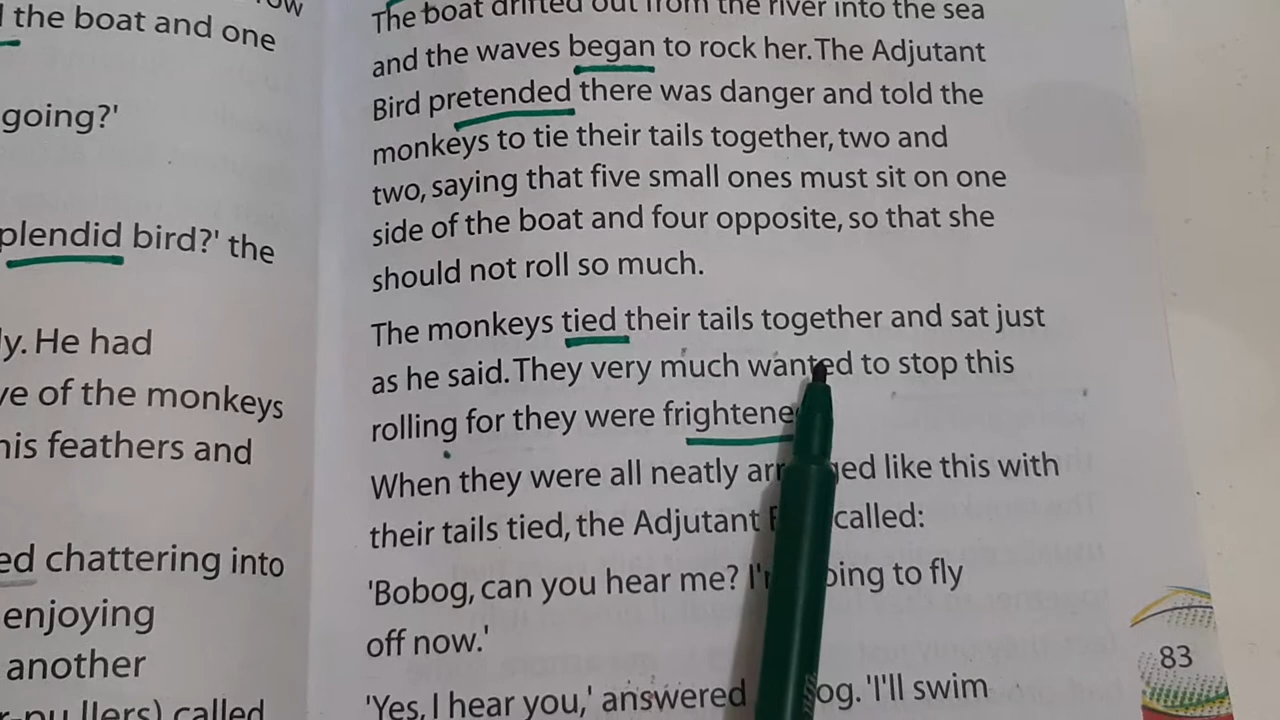 the boat and one
going?'
plendid bird?' the
y. He had
ve of the monkeys
his feathers and
ed chattering into
enjoying
another
llers) called
The boat drifted out from the river into the sea
and the waves began to rock her. The Adjutant
Bird pretended there was danger and told the
monkeys to tie their tails together, two and
two, saying that five small ones must sit on one
side of the boat and four opposite, so that she
should not roll so much.
The monkeys tied their tails together and sat just
as he said. They very much wanted to stop this
rolling for they were frightene
When they were all neatly arr ged like this with
their tails tied, the Adjutant called:
'Bobog, can you hear me? I' oing to fly
off now.'
'Yes, I hear you,' answered og. 'I'll swim
83